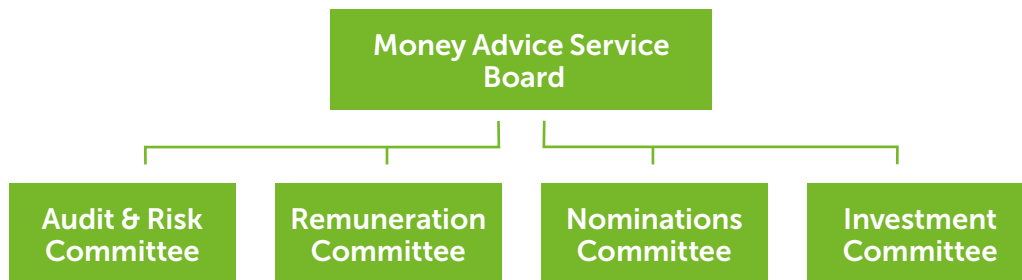 Money Advice Service
Board
Audit & Risk
Committee
Remuneration
Committee
Nominations
Committee
Investment
Committee